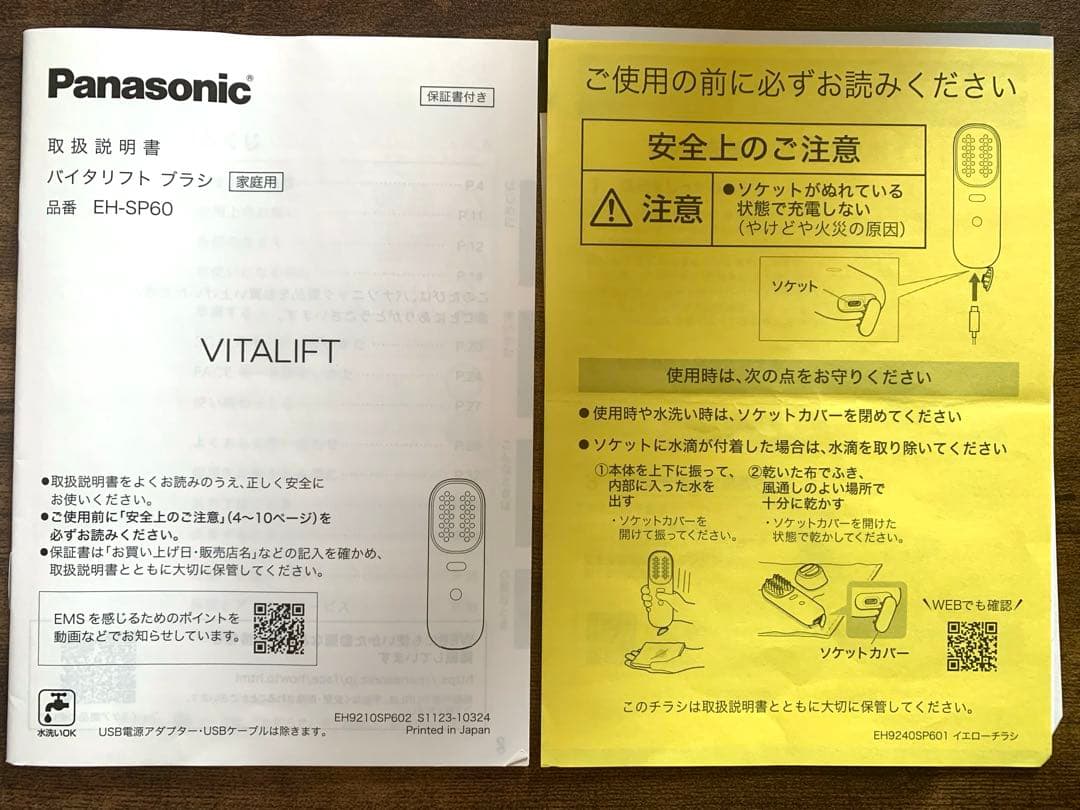 Panasonic®
保証書付き
取扱説明書
バイタリフト ブラシ 家庭用
品番 EH-SP60
VITALIFT
●取扱説明書をよくお読みのうえ、正しく安全に
お使いください。
●ご使用前に「安全上のご注意」(4〜10ページ)を
必ずお読みください。
●保証書は「お買い上げ日・販売店名」などの記入を確かめ、
取扱説明書とともに大切に保管してください。
EMSを感じるためのポイントを
動画などでお知らせしています。
水洗いOK
USB電源アダプター・USBケーブルは除きます。
EH9210SP602 S1123-10324
Printed in Japan
ご使用の前に必ずお読みください
安全上のご注意
注意
●ソケットがぬれている
状態で充電しない
(やけどや火災の原因)
ソケット
使用時は、次の点をお守りください
●使用時や水洗い時は、ソケットカバーを閉めてください
●ソケットに水滴が付着した場合は、水滴を取り除いてください
①本体を上下に振って、
内部に入った水を
出す
・ソケットカバーを
開けて振ってください。
②乾いた布でふき、
風通しのよい場所で
十分に乾かす
・ソケットカバーを開けた
状態で乾かしてください。
ソケットカバー
\WEBでも確認/
このチラシは取扱説明書とともに大切に保管してください。
EH9240SP601 イエローチラシ